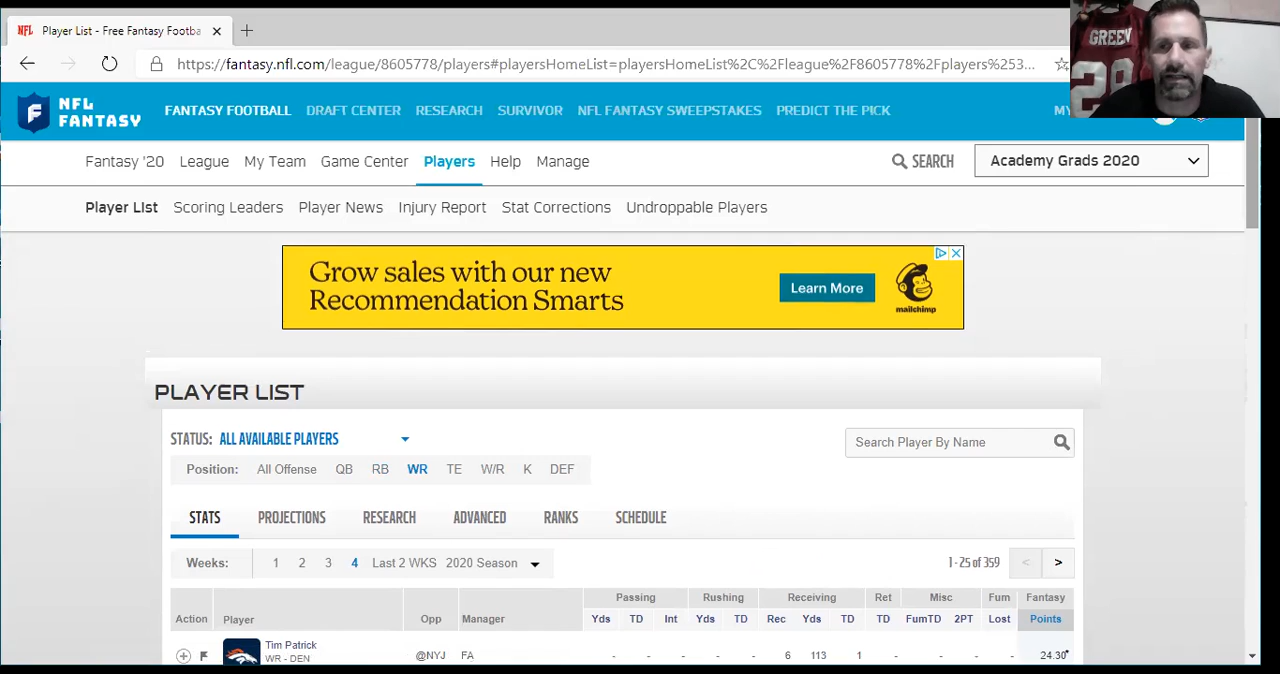 NFL Player List - Free Fantasy Footba
https://fantasy.nfl.com/league/8605778/players#playersHomeList=playersHomeList%2C%2Fleague%2F8605778%2Fplayers%253...
GREEN
28
F NFL FANTASY
FANTASY FOOTBALL DRAFT CENTER RESEARCH SURVIVOR NFL FANTASY SWEEPSTAKES PREDICT THE PICK MY
Fantasy '20 League My Team Game Center Players Help Manage SEARCH Academy Grads 2020
Player List Scoring Leaders Player News Injury Report Stat Corrections Undroppable Players
Grow sales with our new
Recommendation Smarts
Learn More
mailchimp
PLAYER LIST
STATUS: ALL AVAILABLE PLAYERS Search Player By Name
Position: All Offense QB RB WR TE W/R K DEF
STATS PROJECTIONS RESEARCH ADVANCED RANKS SCHEDULE
Weeks: 1 2 3 4 Last 2 WKS 2020 Season 1 - 25 of 359 < >
Passing Rushing Receiving Ret Misc Fum Fantasy
Action Player Opp Manager Yds TD Int Yds TD Rec Yds TD TD FumTD 2PT Lost Points
Tim Patrick
WR - DEN
@NYJ FA - - - - - 6 113 1 - - - - 24.30*